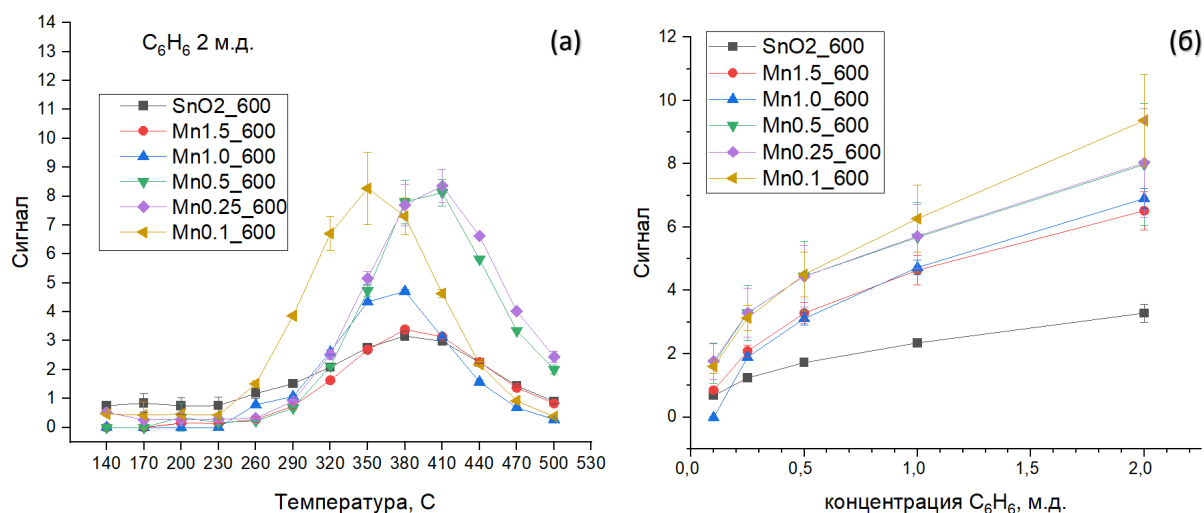 C₆H₆ 2 м.д.
(а)
SnO2_600
Mn1.5_600
Mn1.0_600
Mn0.5_600
Mn0.25_600
Mn0.1_600
Сигнал
14
13
12
11
10
9
8
7
6
5
4
3
2
1
0
140 170 200 230 260 290 320 350 380 410 440 470 500 530
Температура, С
(б)
SnO2_600
Mn1.5_600
Mn1.0_600
Mn0.5_600
Mn0.25_600
Mn0.1_600
Сигнал
12
10
8
6
4
2
0
0,0 0,5 1,0 1,5 2,0
концентрация C₆H₆, м.д.